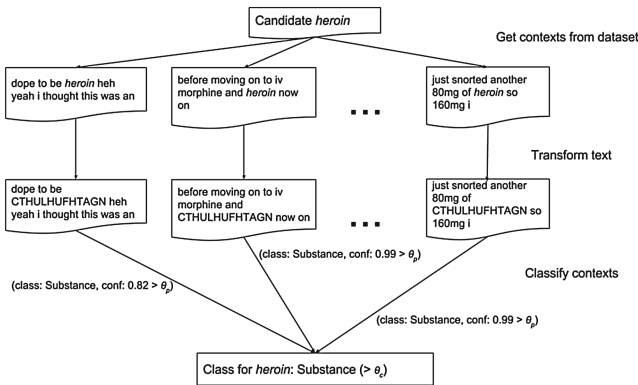 Candidate heroin
Get contexts from dataset
dope to be heroin heh
yeah i thought this was an
before moving on to iv
morphine and heroin now
on
...
just snorted another
80mg of heroin so
160mg i
Transform text
dope to be
CTHULHUFHTAGN heh
yeah i thought this was an
before moving on to iv
morphine and
CTHULHUFHTAGN now on
...
just snorted another
80mg of
CTHULHUFHTAGN so
160mg i
(class: Substance, conf: 0.99 > θp)
Classify contexts
(class: Substance, conf: 0.82 > θp)
(class: Substance, conf: 0.99 > θp)
Class for heroin: Substance (> θc)